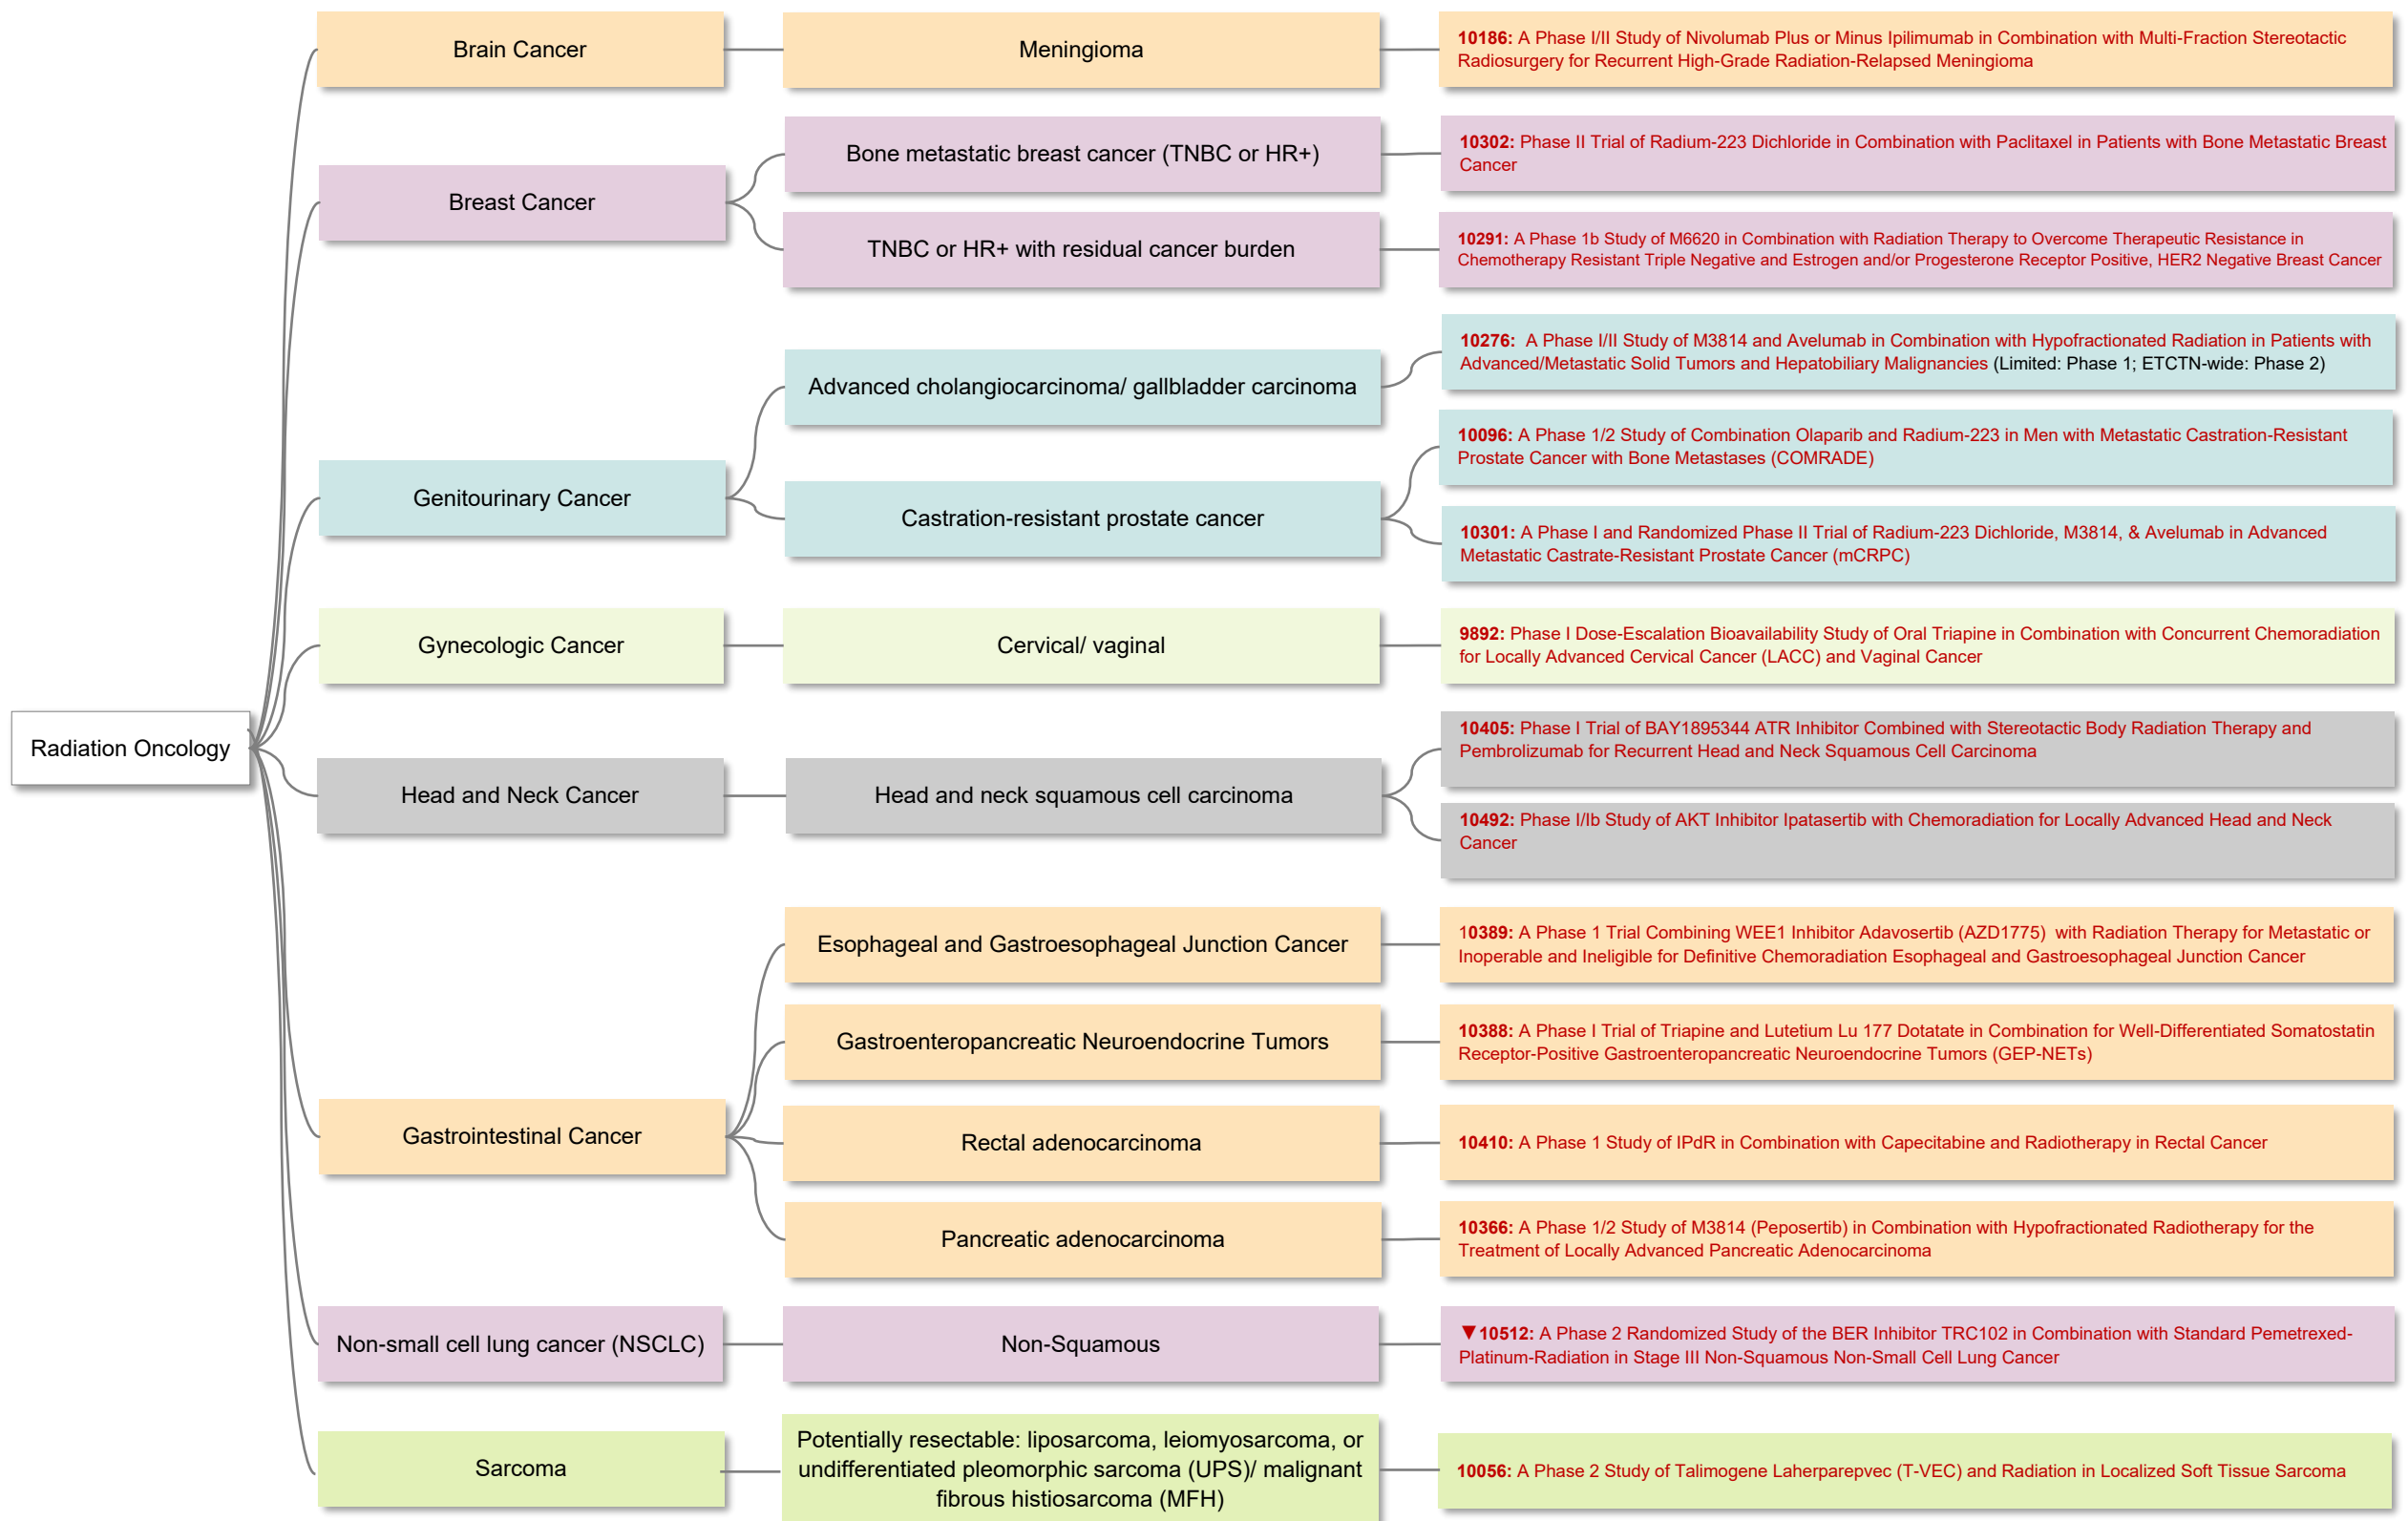 Brain Cancer
Meningioma
10186: A Phase I/II Study of Nivolumab Plus or Minus Ipilimumab in Combination with Multi-Fraction Stereotactic
Radiosurgery for Recurrent High-Grade Radiation-Relapsed Meningioma
Breast Cancer
Bone metastatic breast cancer (TNBC or HR+)
10302: Phase II Trial of Radium-223 Dichloride in Combination with Paclitaxel in Patients with Bone Metastatic Breast
Cancer
TNBC or HR+ with residual cancer burden
10291: A Phase 1b Study of M6620 in Combination with Radiation Therapy to Overcome Therapeutic Resistance in
Chemotherapy Resistant Triple Negative and Estrogen and/or Progesterone Receptor Positive, HER2 Negative Breast Cancer
Genitourinary Cancer
Advanced cholangiocarcinoma/ gallbladder carcinoma
10276: A Phase I/II Study of M3814 and Avelumab in Combination with Hypofractionated Radiation in Patients with
Advanced/Metastatic Solid Tumors and Hepatobiliary Malignancies (Limited: Phase 1; ETCTN-wide: Phase 2)
Castration-resistant prostate cancer
10096: A Phase 1/2 Study of Combination Olaparib and Radium-223 in Men with Metastatic Castration-Resistant
Prostate Cancer with Bone Metastases (COMRADE)
10301: A Phase I and Randomized Phase II Trial of Radium-223 Dichloride, M3814, & Avelumab in Advanced
Metastatic Castrate-Resistant Prostate Cancer (mCRPC)
Gynecologic Cancer
Cervical/ vaginal
9892: Phase I Dose-Escalation Bioavailability Study of Oral Triapine in Combination with Concurrent Chemoradiation
for Locally Advanced Cervical Cancer (LACC) and Vaginal Cancer
Radiation Oncology
Head and Neck Cancer
Head and neck squamous cell carcinoma
10405: Phase I Trial of BAY1895344 ATR Inhibitor Combined with Stereotactic Body Radiation Therapy and
Pembrolizumab for Recurrent Head and Neck Squamous Cell Carcinoma
10492: Phase I/Ib Study of AKT Inhibitor Ipatasertib with Chemoradiation for Locally Advanced Head and Neck
Cancer
Gastrointestinal Cancer
Esophageal and Gastroesophageal Junction Cancer
10389: A Phase 1 Trial Combining WEE1 Inhibitor Adavosertib (AZD1775) with Radiation Therapy for Metastatic or
Inoperable and Ineligible for Definitive Chemoradiation Esophageal and Gastroesophageal Junction Cancer
Gastroenteropancreatic Neuroendocrine Tumors
10388: A Phase I Trial of Triapine and Lutetium Lu 177 Dotatate in Combination for Well-Differentiated Somatostatin
Receptor-Positive Gastroenteropancreatic Neuroendocrine Tumors (GEP-NETs)
Rectal adenocarcinoma
10410: A Phase 1 Study of IPdR in Combination with Capecitabine and Radiotherapy in Rectal Cancer
Pancreatic adenocarcinoma
10366: A Phase 1/2 Study of M3814 (Peposertib) in Combination with Hypofractionated Radiotherapy for the
Treatment of Locally Advanced Pancreatic Adenocarcinoma
Non-small cell lung cancer (NSCLC)
Non-Squamous
▼10512: A Phase 2 Randomized Study of the BER Inhibitor TRC102 in Combination with Standard Pemetrexed-
Platinum-Radiation in Stage III Non-Squamous Non-Small Cell Lung Cancer
Sarcoma
Potentially resectable: liposarcoma, leiomyosarcoma, or
undifferentiated pleomorphic sarcoma (UPS)/ malignant
fibrous histiosarcoma (MFH)
10056: A Phase 2 Study of Talimogene Laherparepvec (T-VEC) and Radiation in Localized Soft Tissue Sarcoma